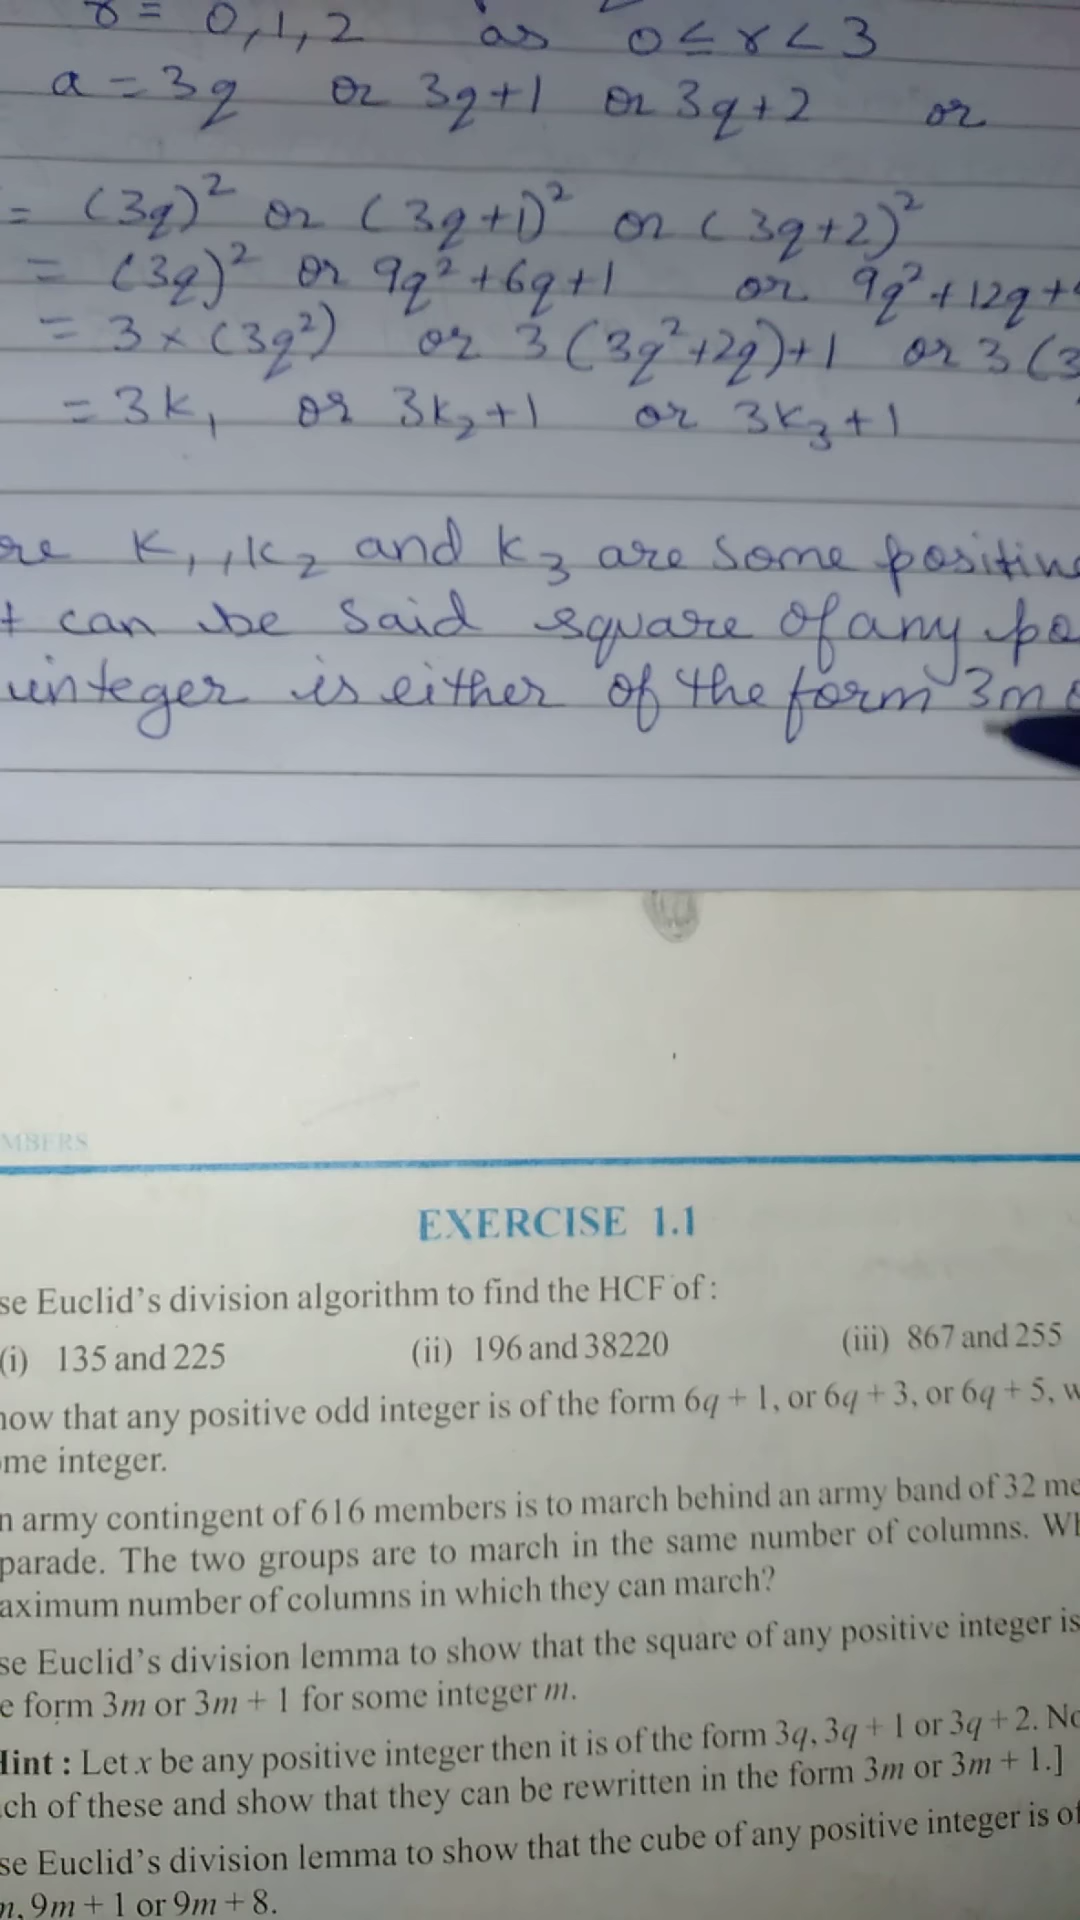 r = 0,1,2 as 0 ≤ r < 3
a = 3q or 3q+1 or 3q+2 or
= (3q)² or (3q+1)² or (3q+2)²
= (3q)² or 9q²+6q+1 or 9q²+12q+
= 3×(3q²) or 3(3q²+2q)+1 or 3(3
= 3k₁ or 3k₂+1 or 3k₃+1
re K₁, k₂ and k₃ are some positive
t can be said square of any po
integer is either of the form 3m
MBERS
EXERCISE 1.1
se Euclid's division algorithm to find the HCF of :
(i) 135 and 225 (ii) 196 and 38220 (iii) 867 and 255
how that any positive odd integer is of the form 6q + 1, or 6q + 3, or 6q + 5, w
me integer.
n army contingent of 616 members is to march behind an army band of 32 me
parade. The two groups are to march in the same number of columns. Wh
aximum number of columns in which they can march?
se Euclid's division lemma to show that the square of any positive integer is
e form 3m or 3m + 1 for some integer m.
Hint : Let x be any positive integer then it is of the form 3q, 3q + 1 or 3q + 2. No
ch of these and show that they can be rewritten in the form 3m or 3m + 1.]
se Euclid's division lemma to show that the cube of any positive integer is of
m, 9m + 1 or 9m + 8.